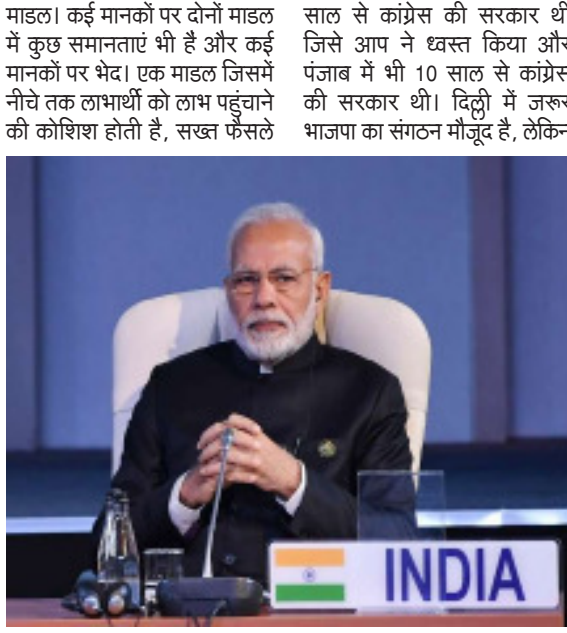 माडल। कई मानकों पर दोनों माडल
में कुछ समानताएं भी है और कई
मानकों पर भेद। एक माडल जिसमें
नीचे तक लाभार्थी को लाभ पहुंचाने
की कोशिश होती है, सख्त फैसले
साल से कांग्रेस की सरकार थी
जिसे आप ने ध्वस्त किया और
पंजाब में भी 10 साल से कांग्रेस
की सरकार थी। दिल्ली में जरूर
भाजपा का संगठन मौजूद है, लेकिन
INDIA